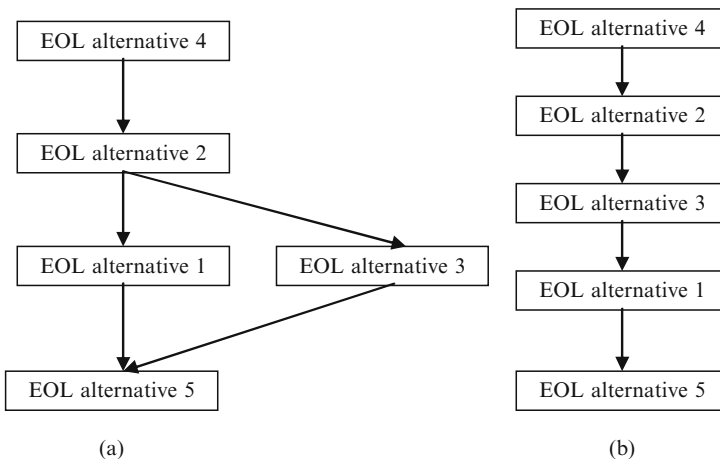 EOL alternative 4
EOL alternative 2
EOL alternative 1
EOL alternative 3
EOL alternative 5
(a)
EOL alternative 4
EOL alternative 2
EOL alternative 3
EOL alternative 1
EOL alternative 5
(b)